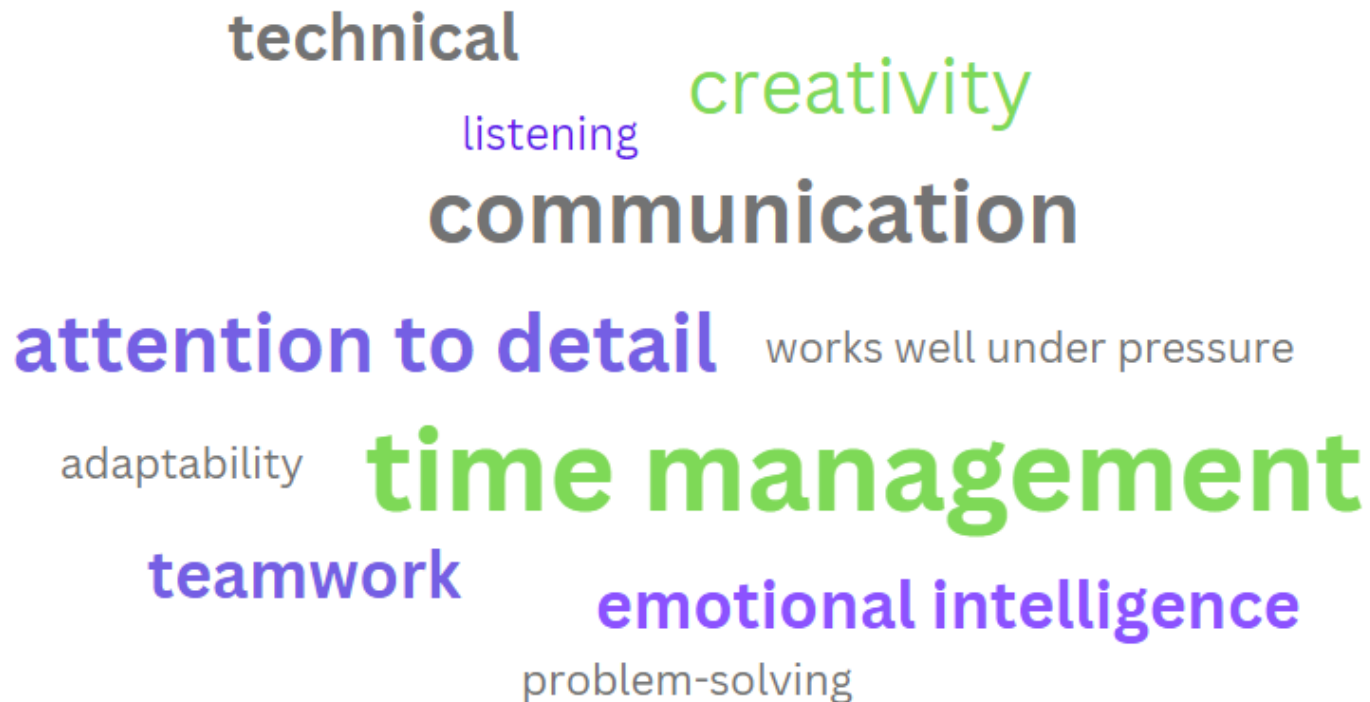 technical
creativity
listening
communication
attention to detail
works well under pressure
adaptability
time management
teamwork
emotional intelligence
problem-solving